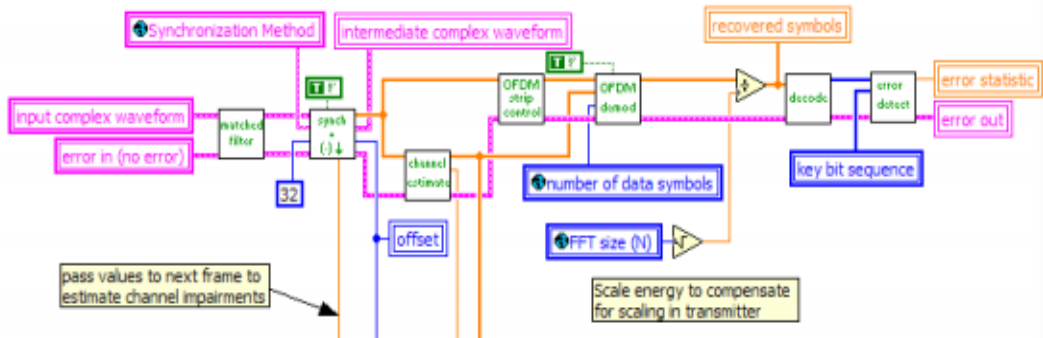 Synchronization Method
intermediate complex waveform
recovered symbols
T F
T F
input complex waveform
matched
filter
synch
+
(·)↓
OFDM
strip
control
OFDM
demod
decode
error
detect
error statistic
error in (no error)
channel
estimate
error out
32
number of data symbols
key bit sequence
offset
FFT size (N)
pass values to next frame to
estimate channel impairments
Scale energy to compensate
for scaling in transmitter